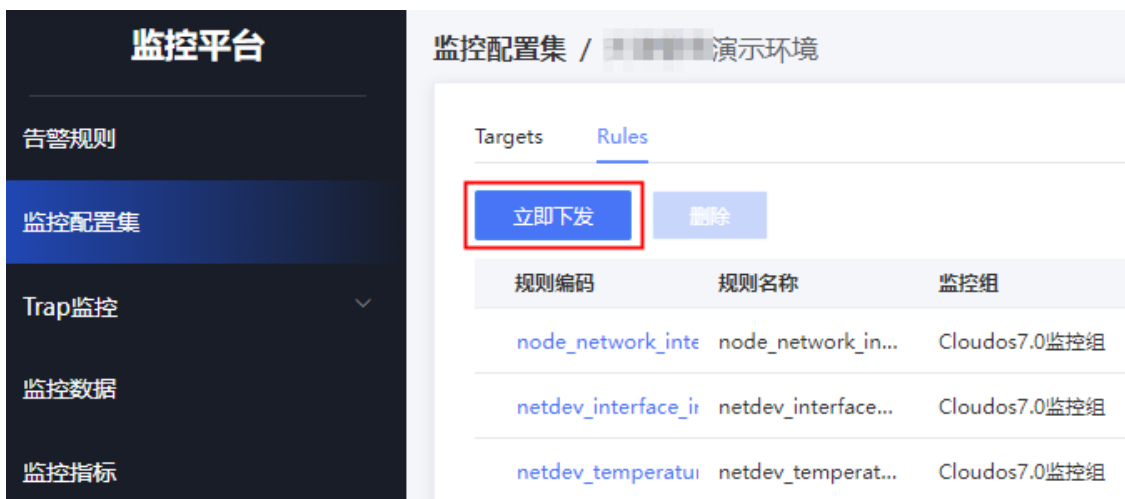 监控平台
监控配置集 / 演示环境
告警规则
监控配置集
Trap监控
监控数据
监控指标
Targets Rules
立即下发 删除
规则编码 规则名称 监控组
node_network_inte node_network_in... Cloudos7.0监控组
netdev_interface_ir netdev_interface... Cloudos7.0监控组
netdev_temperatur netdev_temperat... Cloudos7.0监控组